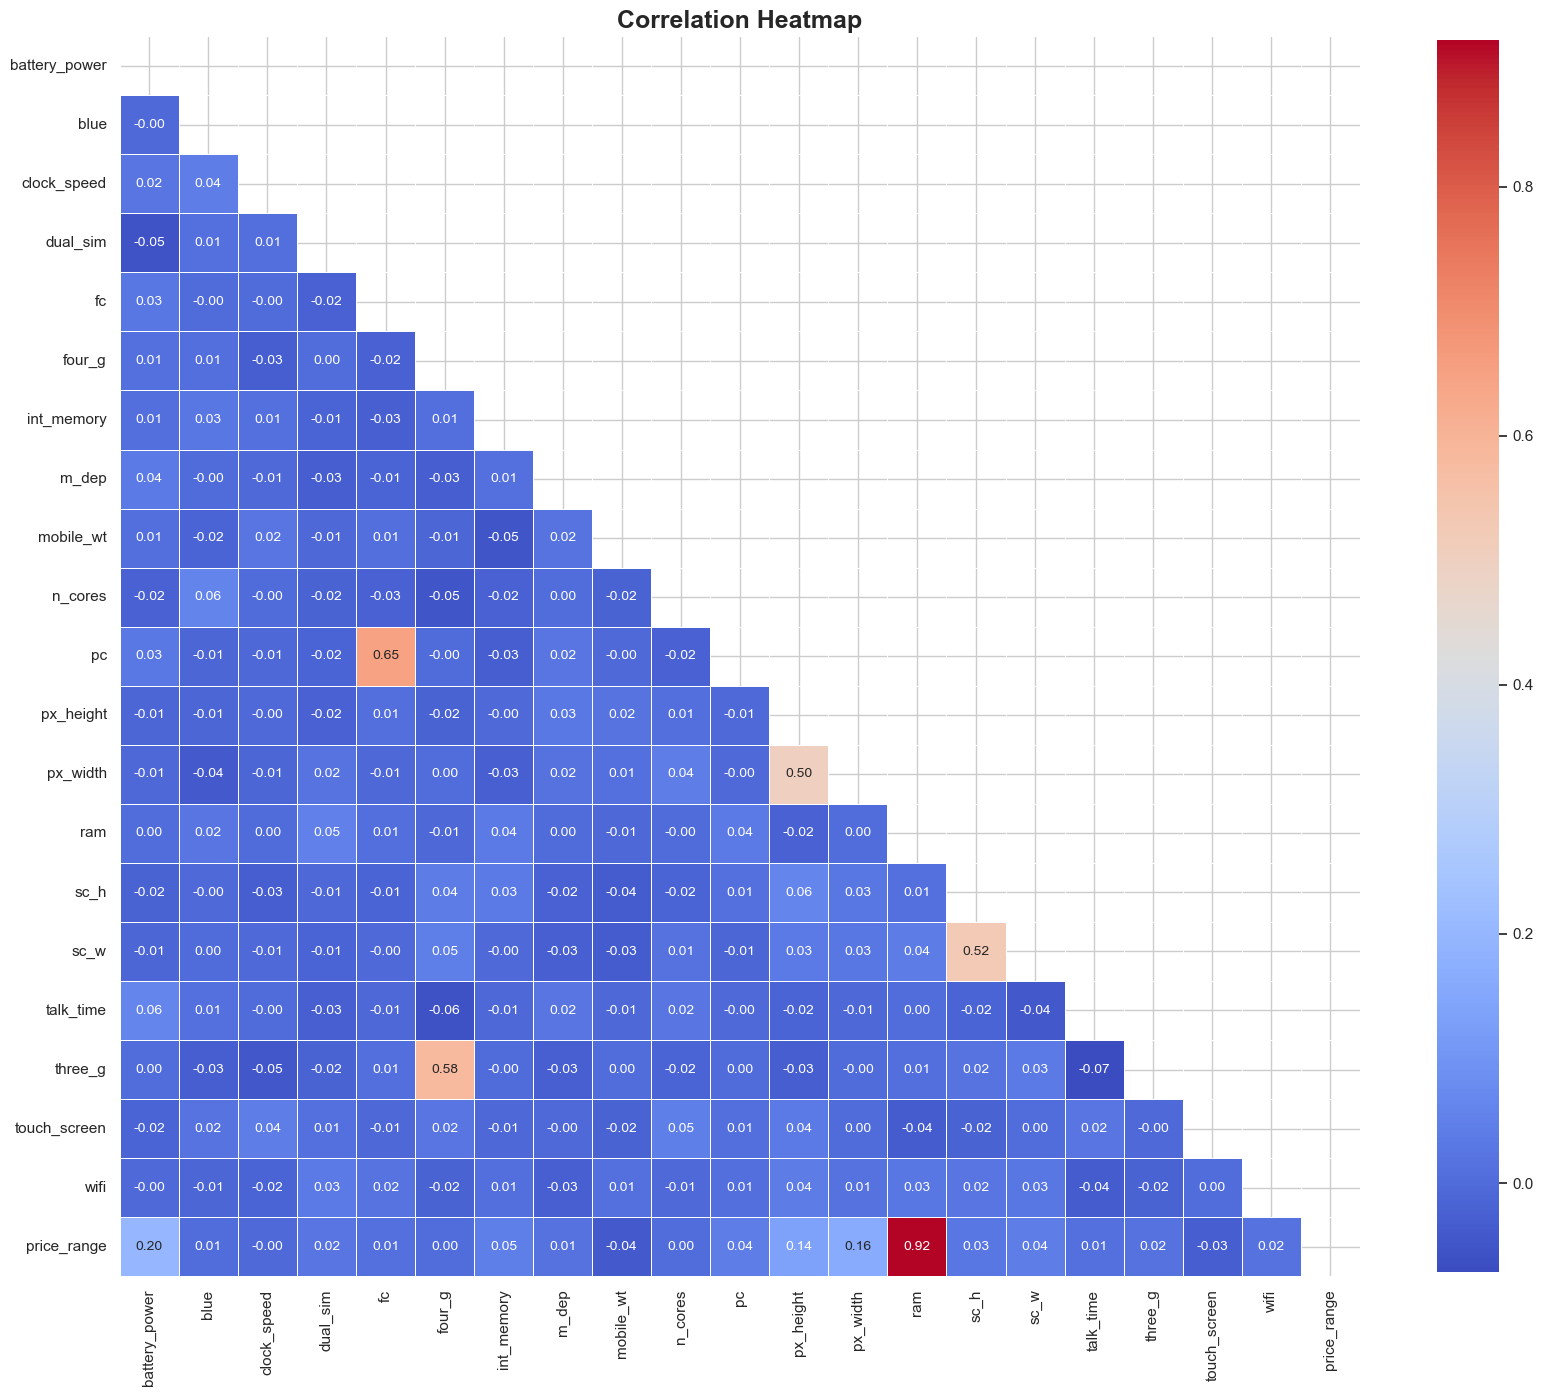 Correlation Heatmap
battery_power
blue -0.00
clock_speed 0.02 0.04
dual_sim -0.05 0.01 0.01
fc 0.03 -0.00 -0.00 -0.02
four_g 0.01 0.01 -0.03 0.00 -0.02
int_memory 0.01 0.03 0.01 -0.01 -0.03 0.01
m_dep 0.04 -0.00 -0.01 -0.03 -0.01 -0.03 0.01
mobile_wt 0.01 -0.02 0.02 -0.01 0.01 -0.01 -0.05 0.02
n_cores -0.02 0.06 -0.00 -0.02 -0.03 -0.05 -0.02 0.00 -0.02
pc 0.03 -0.01 -0.01 -0.02 0.65 -0.00 -0.03 0.02 -0.00 -0.02
px_height -0.01 -0.01 -0.00 -0.02 0.01 -0.02 -0.00 0.03 0.02 0.01 -0.01
px_width -0.01 -0.04 -0.01 0.02 -0.01 0.00 -0.03 0.02 0.01 0.04 -0.00 0.50
ram 0.00 0.02 0.00 0.05 0.01 -0.01 0.04 0.00 -0.01 -0.00 0.04 -0.02 0.00
sc_h -0.02 -0.00 -0.03 -0.01 -0.01 0.04 0.03 -0.02 -0.04 -0.02 0.01 0.06 0.03 0.01
sc_w -0.01 0.00 -0.01 -0.01 -0.00 0.05 -0.00 -0.03 -0.03 0.01 -0.01 0.03 0.03 0.04 0.52
talk_time 0.06 0.01 -0.00 -0.03 -0.01 -0.06 -0.01 0.02 -0.01 0.02 -0.00 -0.02 -0.01 0.00 -0.02 -0.04
three_g 0.00 -0.03 -0.05 -0.02 0.01 0.58 -0.00 -0.03 0.00 -0.02 0.00 -0.03 -0.00 0.01 0.02 0.03 -0.07
touch_screen -0.02 0.02 0.04 0.01 -0.01 0.02 -0.01 -0.00 -0.02 0.05 0.01 0.04 0.00 -0.04 -0.02 0.00 0.02 -0.00
wifi -0.00 -0.01 -0.02 0.03 0.02 -0.02 0.01 -0.03 0.01 -0.01 0.01 0.04 0.01 0.03 0.02 0.03 -0.04 -0.02 0.00
price_range 0.20 0.01 -0.00 0.02 0.01 0.00 0.05 0.01 -0.04 0.00 0.04 0.14 0.16 0.92 0.03 0.04 0.01 0.02 -0.03 0.02
battery_power blue clock_speed dual_sim fc four_g int_memory m_dep mobile_wt n_cores pc px_height px_width ram sc_h sc_w talk_time three_g touch_screen wifi price_range
0.8
0.6
0.4
0.2
0.0